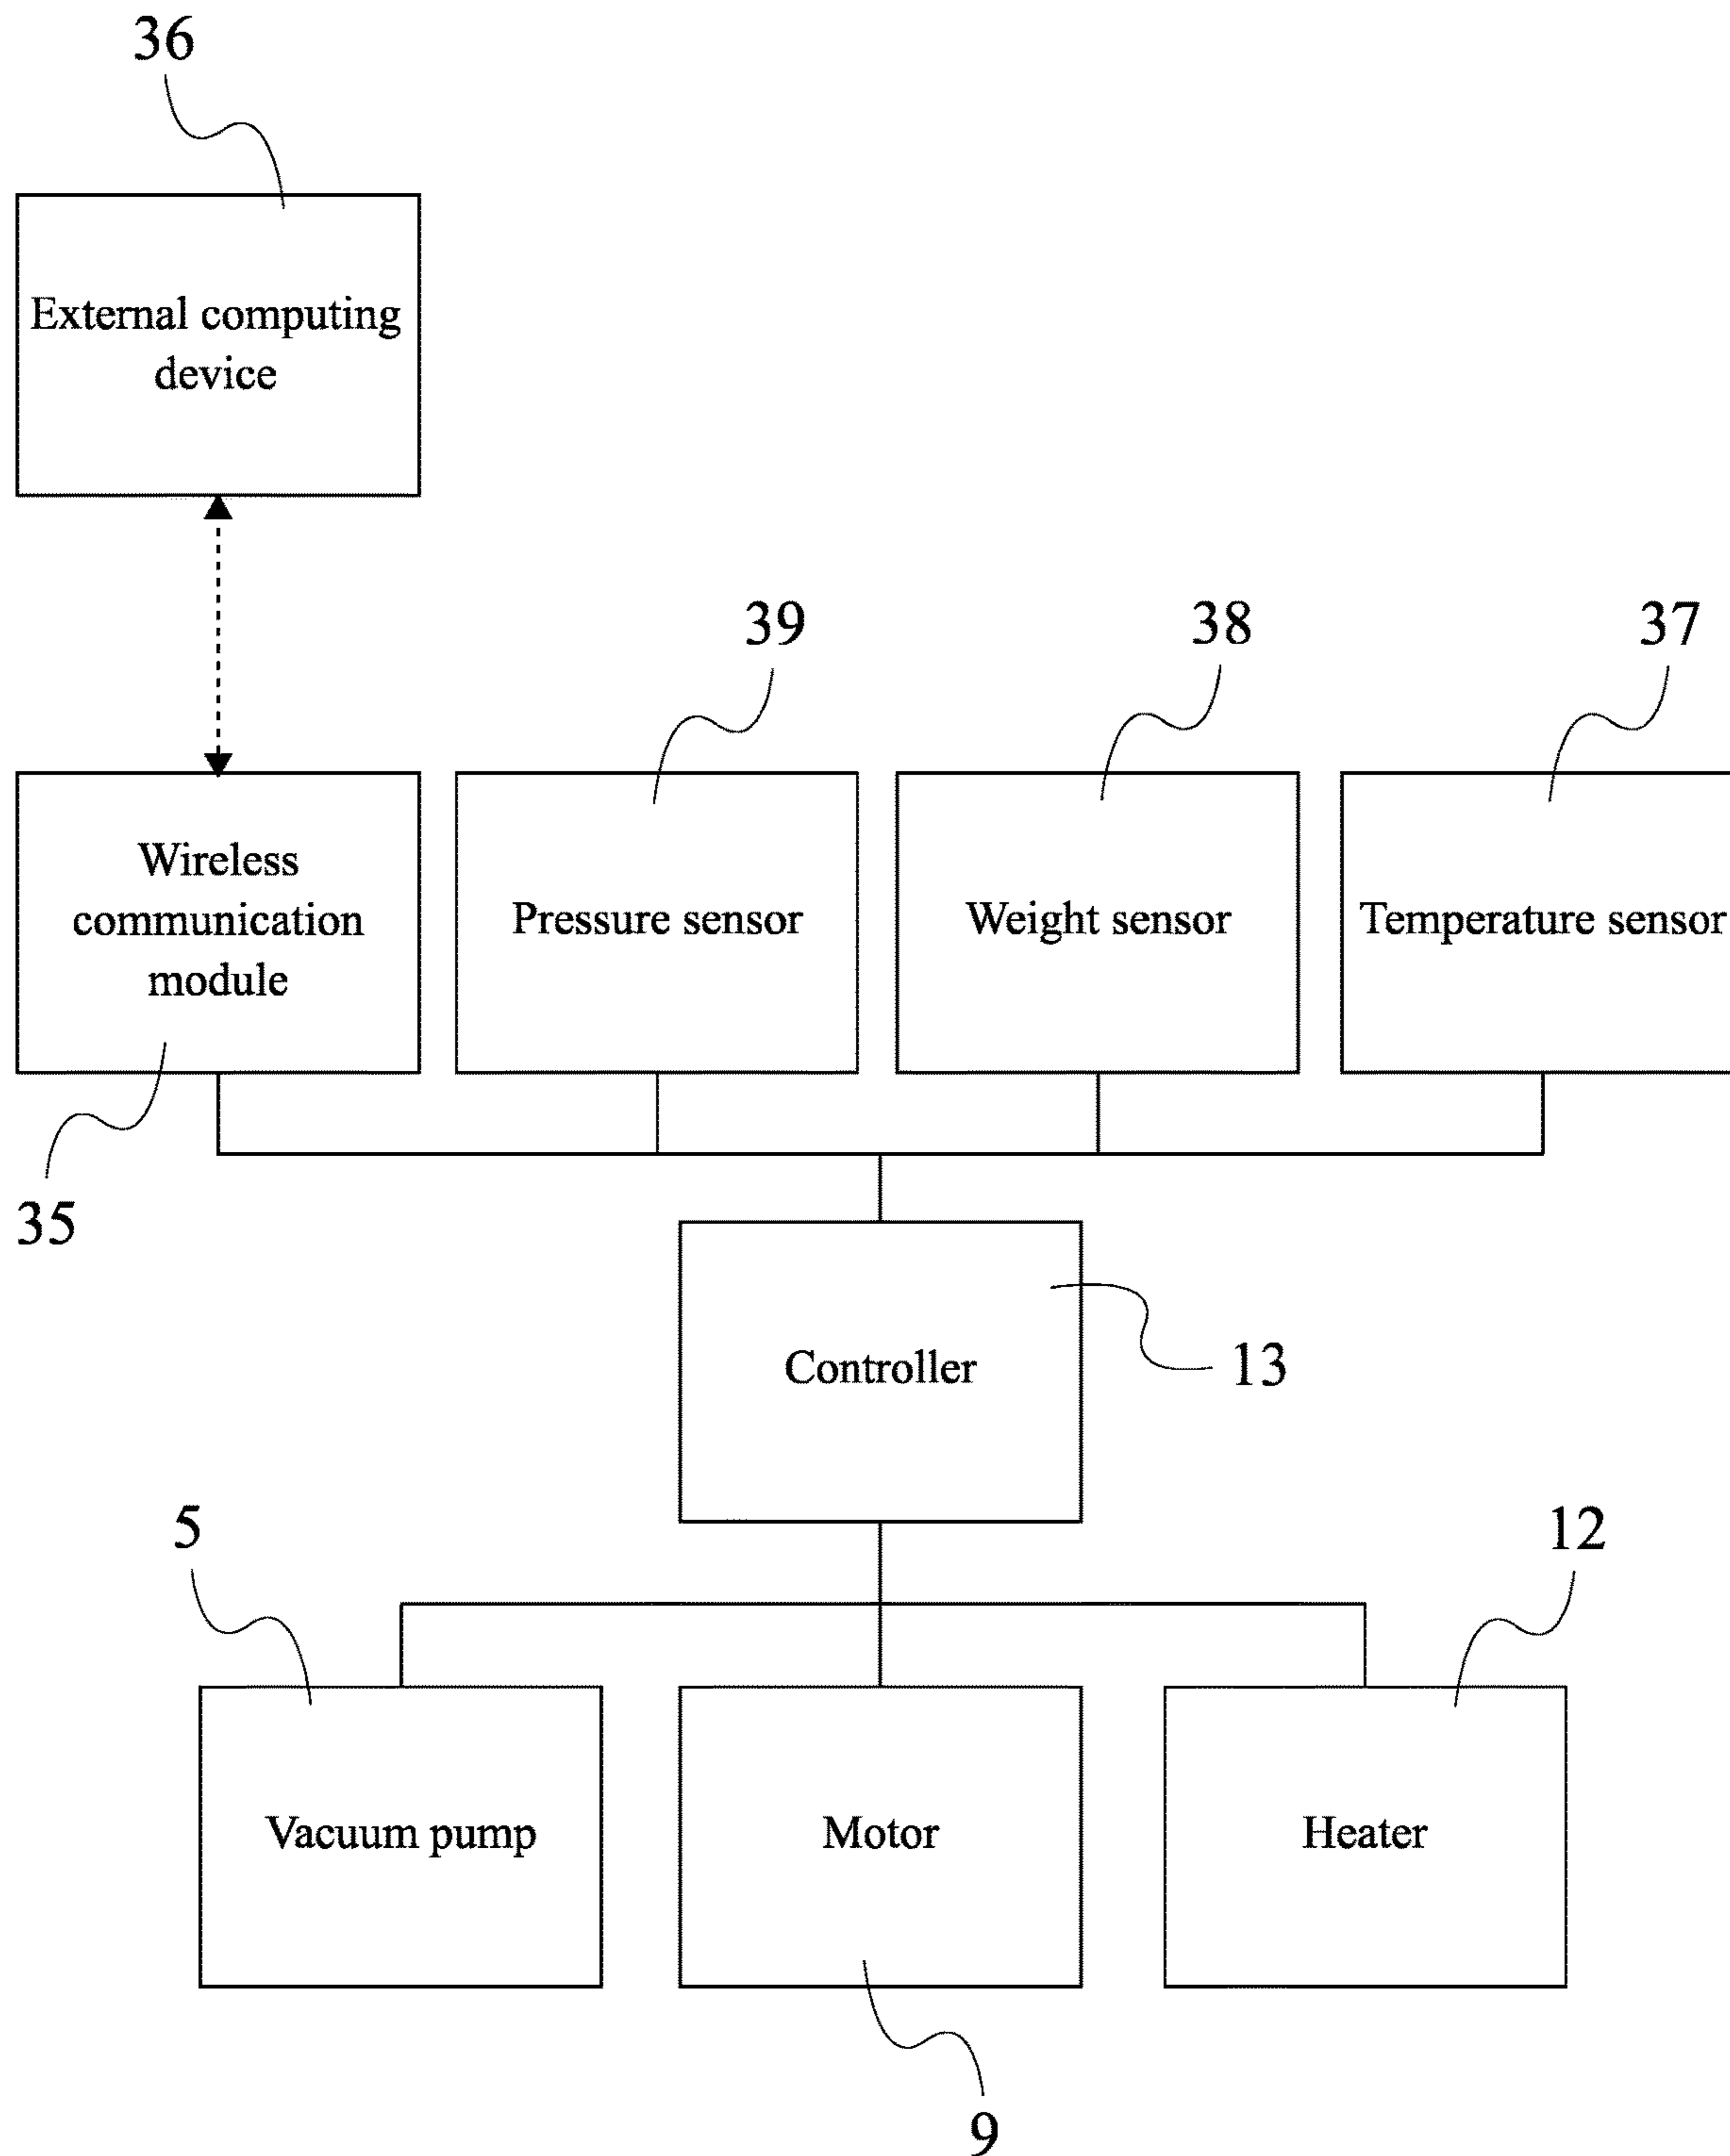 36
External computing
device
39
38
37
Wireless
communication
module
Pressure sensor
Weight sensor
Temperature sensor
35
Controller
13
5
12
Vacuum pump
Motor
Heater
9